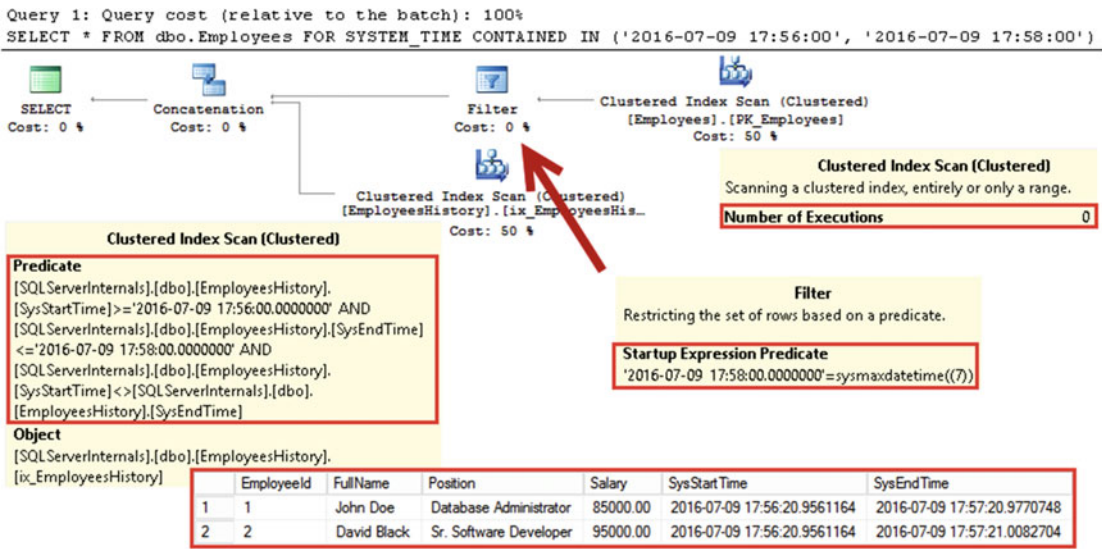 Query 1: Query cost (relative to the batch): 100%
SELECT * FROM dbo.Employees FOR SYSTEM_TIME CONTAINED IN ('2016-07-09 17:56:00', '2016-07-09 17:58:00')
SELECT
Cost: 0 %
Concatenation
Cost: 0 %
Filter
Cost: 0 %
Clustered Index Scan (Clustered)
[Employees].[PK_Employees]
Cost: 50 %
Clustered Index Scan (Clustered)
[EmployeesHistory].[ix_EmployeesHis…
Cost: 50 %
Clustered Index Scan (Clustered)
Scanning a clustered index, entirely or only a range.
Number of Executions 0
Clustered Index Scan (Clustered)
Predicate
[SQLServerInternals].[dbo].[EmployeesHistory].
[SysStartTime]>='2016-07-09 17:56:00.0000000' AND
[SQLServerInternals].[dbo].[EmployeesHistory].[SysEndTime]
<='2016-07-09 17:58:00.0000000' AND
[SQLServerInternals].[dbo].[EmployeesHistory].
[SysStartTime]<>[SQLServerInternals].[dbo].
[EmployeesHistory].[SysEndTime]
Object
[SQLServerInternals].[dbo].[EmployeesHistory].
[ix_EmployeesHistory]
Filter
Restricting the set of rows based on a predicate.
Startup Expression Predicate
'2016-07-09 17:58:00.0000000'=sysmaxdatetime((7))
EmployeeId FullName Position Salary SysStartTime SysEndTime
1 1 John Doe Database Administrator 85000.00 2016-07-09 17:56:20.9561164 2016-07-09 17:57:20.9770748
2 2 David Black Sr. Software Developer 95000.00 2016-07-09 17:56:20.9561164 2016-07-09 17:57:21.0082704